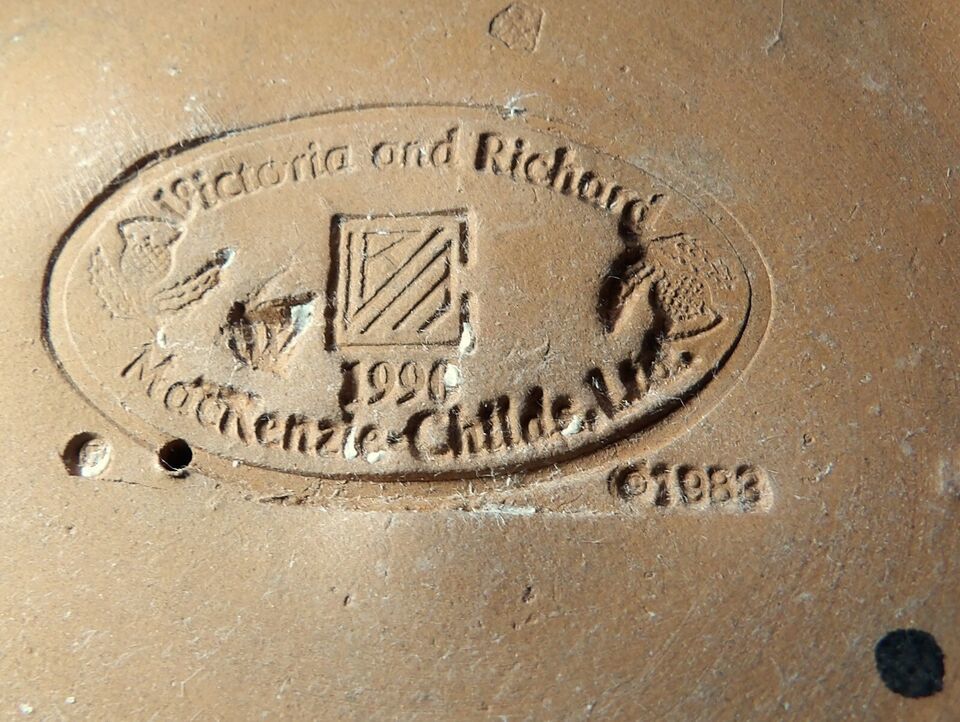 Victoria and Richard
1990
MacKenzie-Childs, Ltd.
©1983